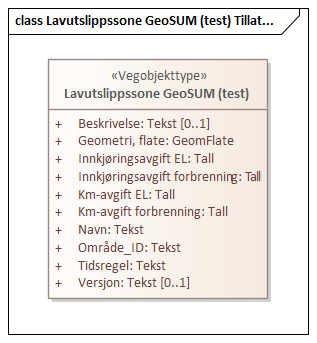 class Lavutslippssone GeoSUM (test) Tillat...
«Vegobjekttype»
Lavutslippssone GeoSUM (test)
+ Beskrivelse: Tekst [0..1]
+ Geometri, flate: GeomFlate
+ Innkjøringsavgift EL: Tall
+ Innkjøringsavgift forbrenning: Tall
+ Km-avgift EL: Tall
+ Km-avgift forbrenning: Tall
+ Navn: Tekst
+ Område_ID: Tekst
+ Tidsregel: Tekst
+ Versjon: Tekst [0..1]